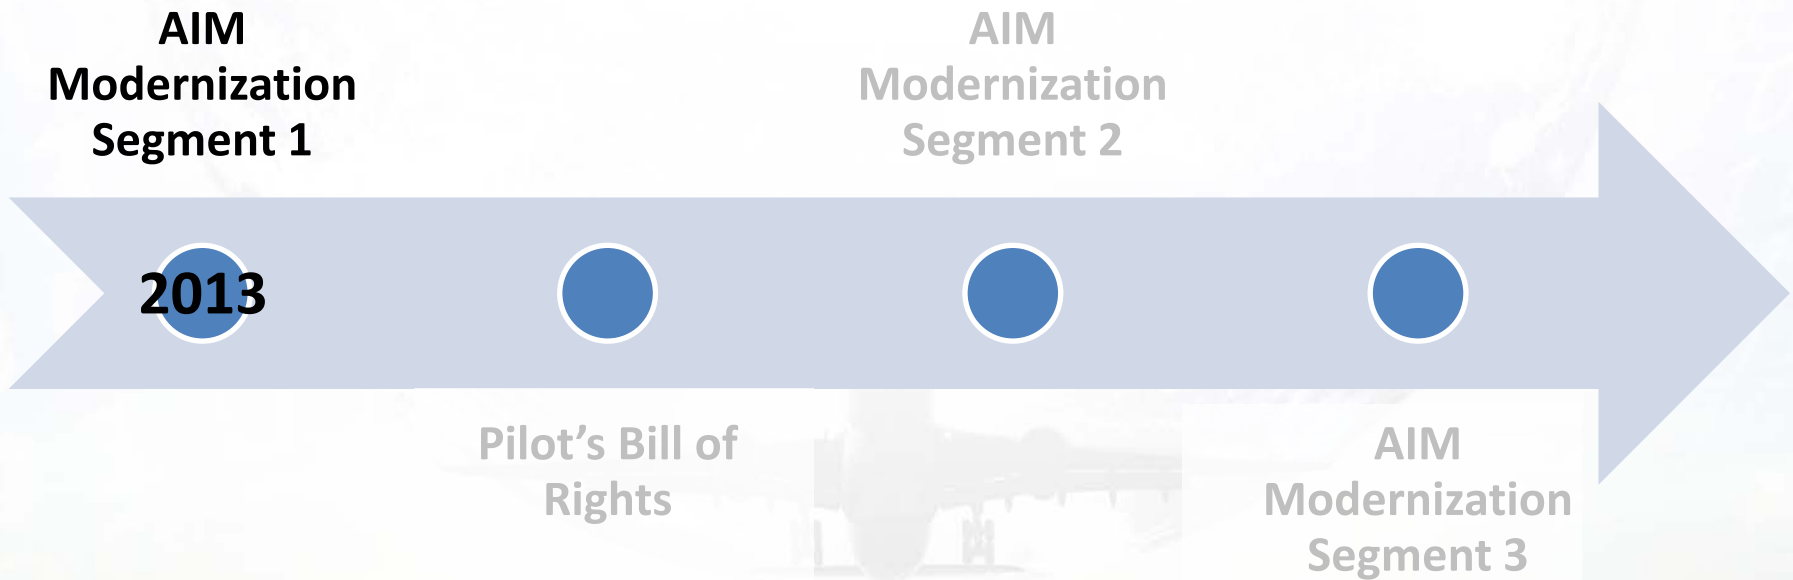 AIM
Modernization
Segment 1
AIM
Modernization
Segment 2
2013
Pilot’s Bill of
Rights
AIM
Modernization
Segment 3